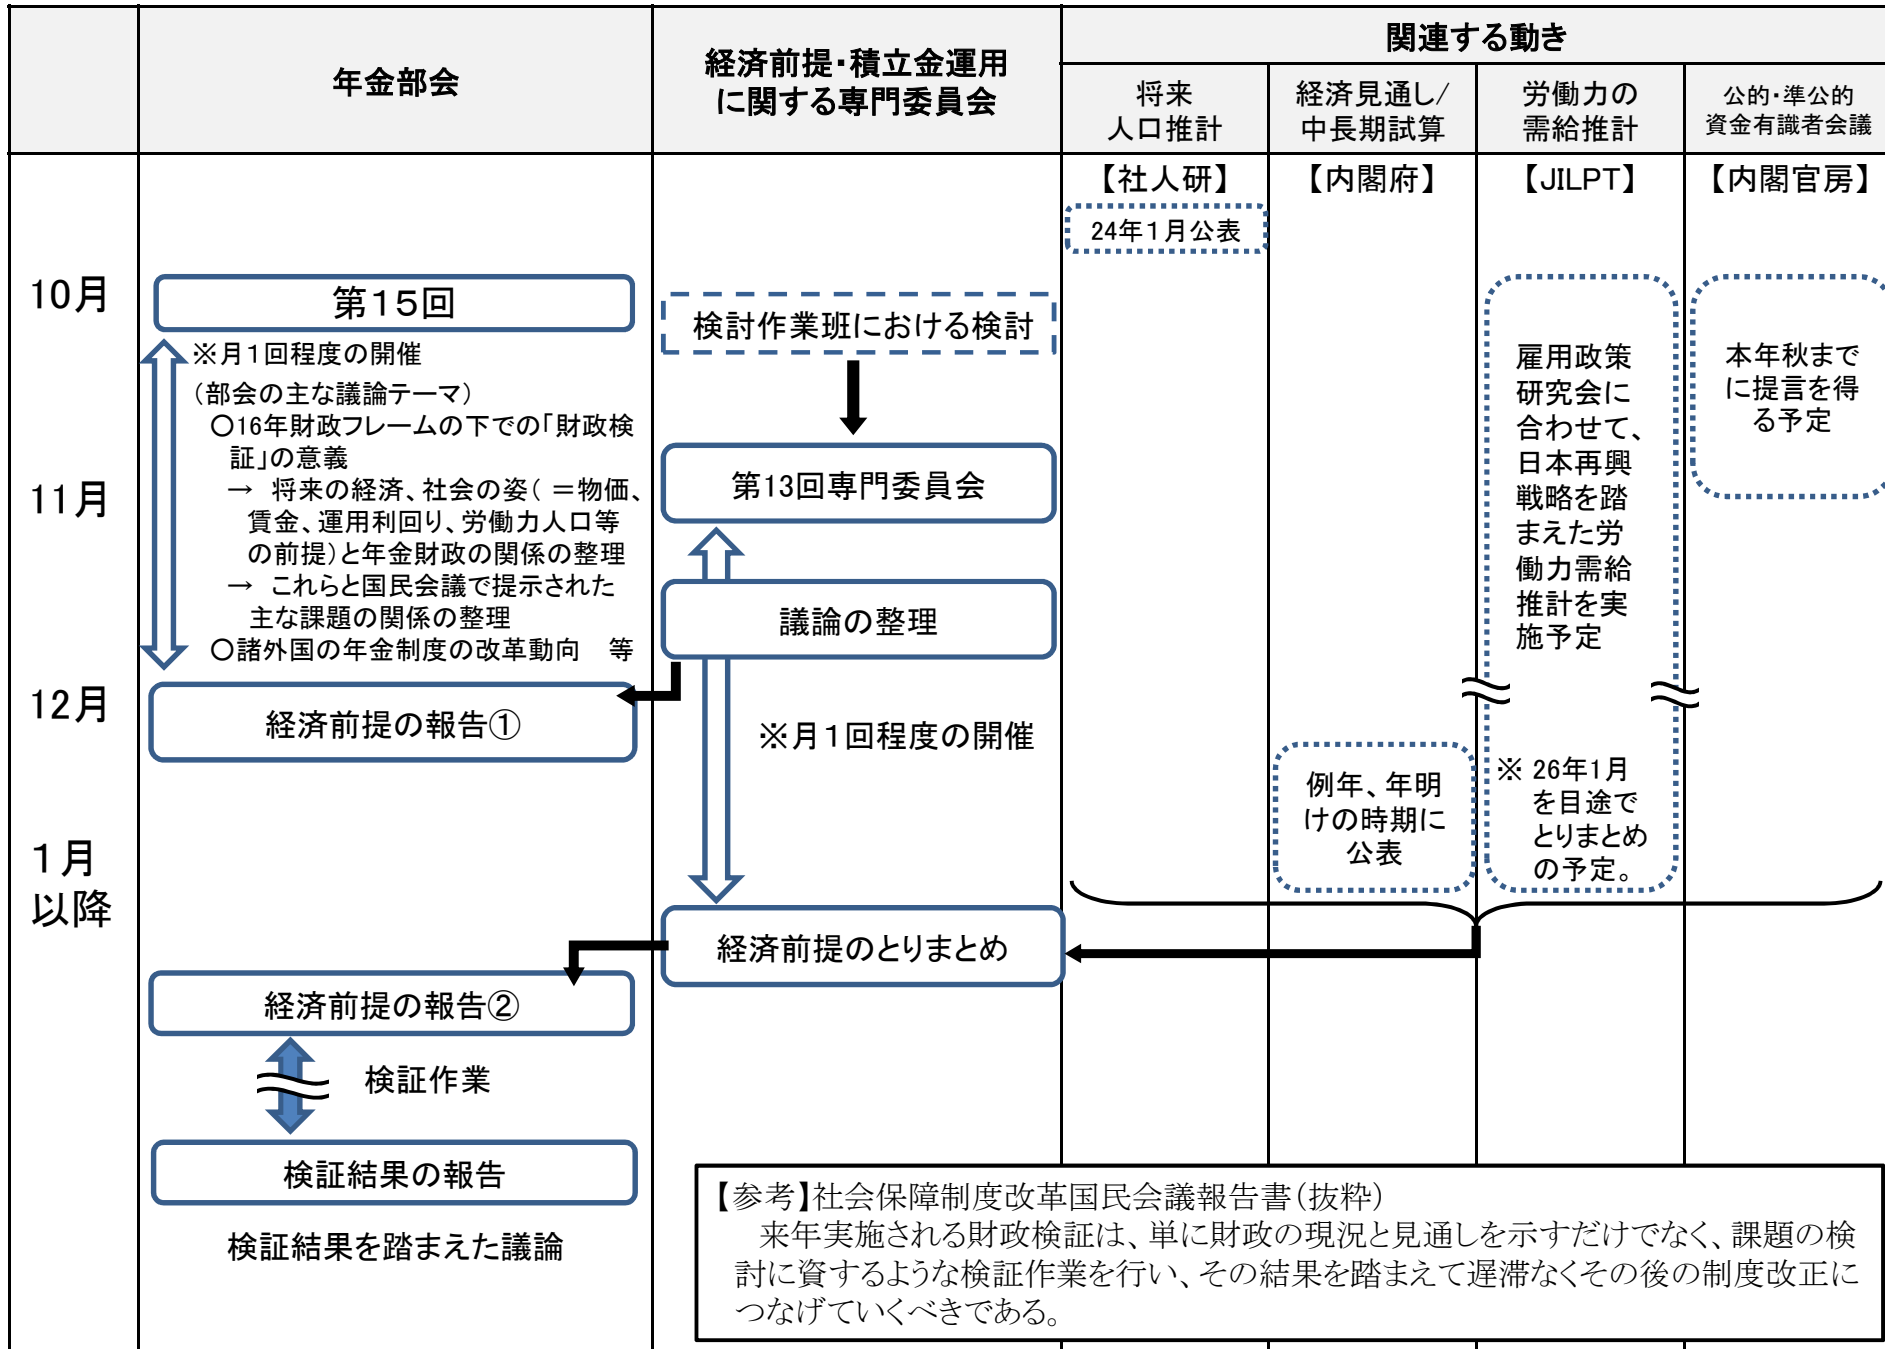 年金部会
経済前提・積立金運用
に関する専門委員会
関連する動き
将来
人口推計
経済見通し/
中長期試算
労働力の
需給推計
公的・準公的
資金有識者会議
【社人研】
【内閣府】
【JILPT】
【内閣官房】
24年1月公表
10月
第15回
※月1回程度の開催
(部会の主な議論テーマ)
○16年財政フレームの下での「財政検
証」の意義
→ 将来の経済、社会の姿( =物価、
賃金、運用利回り、労働力人口等
の前提)と年金財政の関係の整理
→ これらと国民会議で提示された
主な課題の関係の整理
○諸外国の年金制度の改革動向 等
検討作業班における検討
11月
第13回専門委員会
議論の整理
雇用政策
研究会に
合わせて、
日本再興
戦略を踏
まえた労
働力需給
推計を実
施予定
本年秋まで
に提言を得
る予定
12月
経済前提の報告①
※月1回程度の開催
例年、年明
けの時期に
公表
※ 26年1月
を目途で
とりまとめ
の予定。
1月
以降
経済前提のとりまとめ
経済前提の報告②
検証作業
検証結果の報告
検証結果を踏まえた議論
【参考】社会保障制度改革国民会議報告書(抜粋)
来年実施される財政検証は、単に財政の現況と見通しを示すだけでなく、課題の検
討に資するような検証作業を行い、その結果を踏まえて遅滞なくその後の制度改正に
つなげていくべきである。